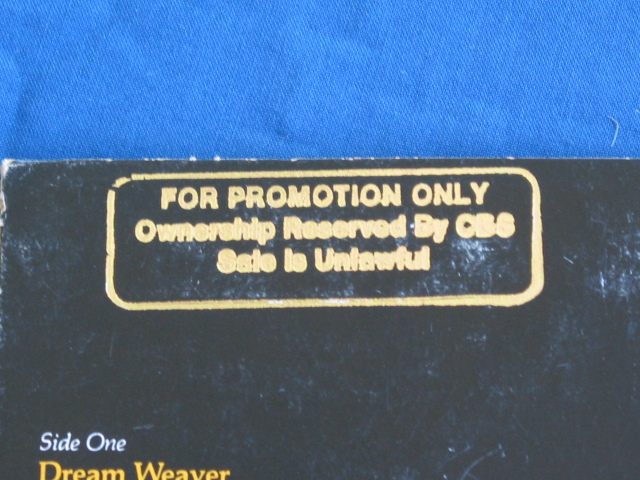 FOR PROMOTION ONLY
Ownership Reserved By CBS
Sale Is Unlawful
Side One
Dream Weaver